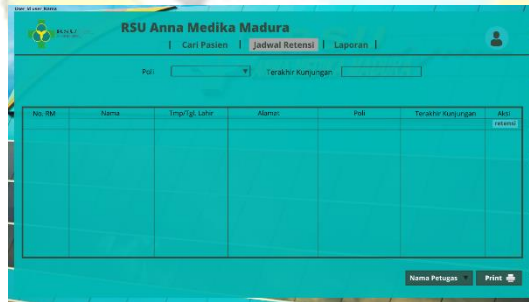 RSU
RSU Anna Medika Madura
| Cari Pasien | Jadwal Retensi | Laporan |
Poli
Terakhir Kunjungan
No. RM Nama Tmp/Tgl. Lahir Alamat Poli Terakhir Kunjungan Aksi
retensi
Nama Petugas Print